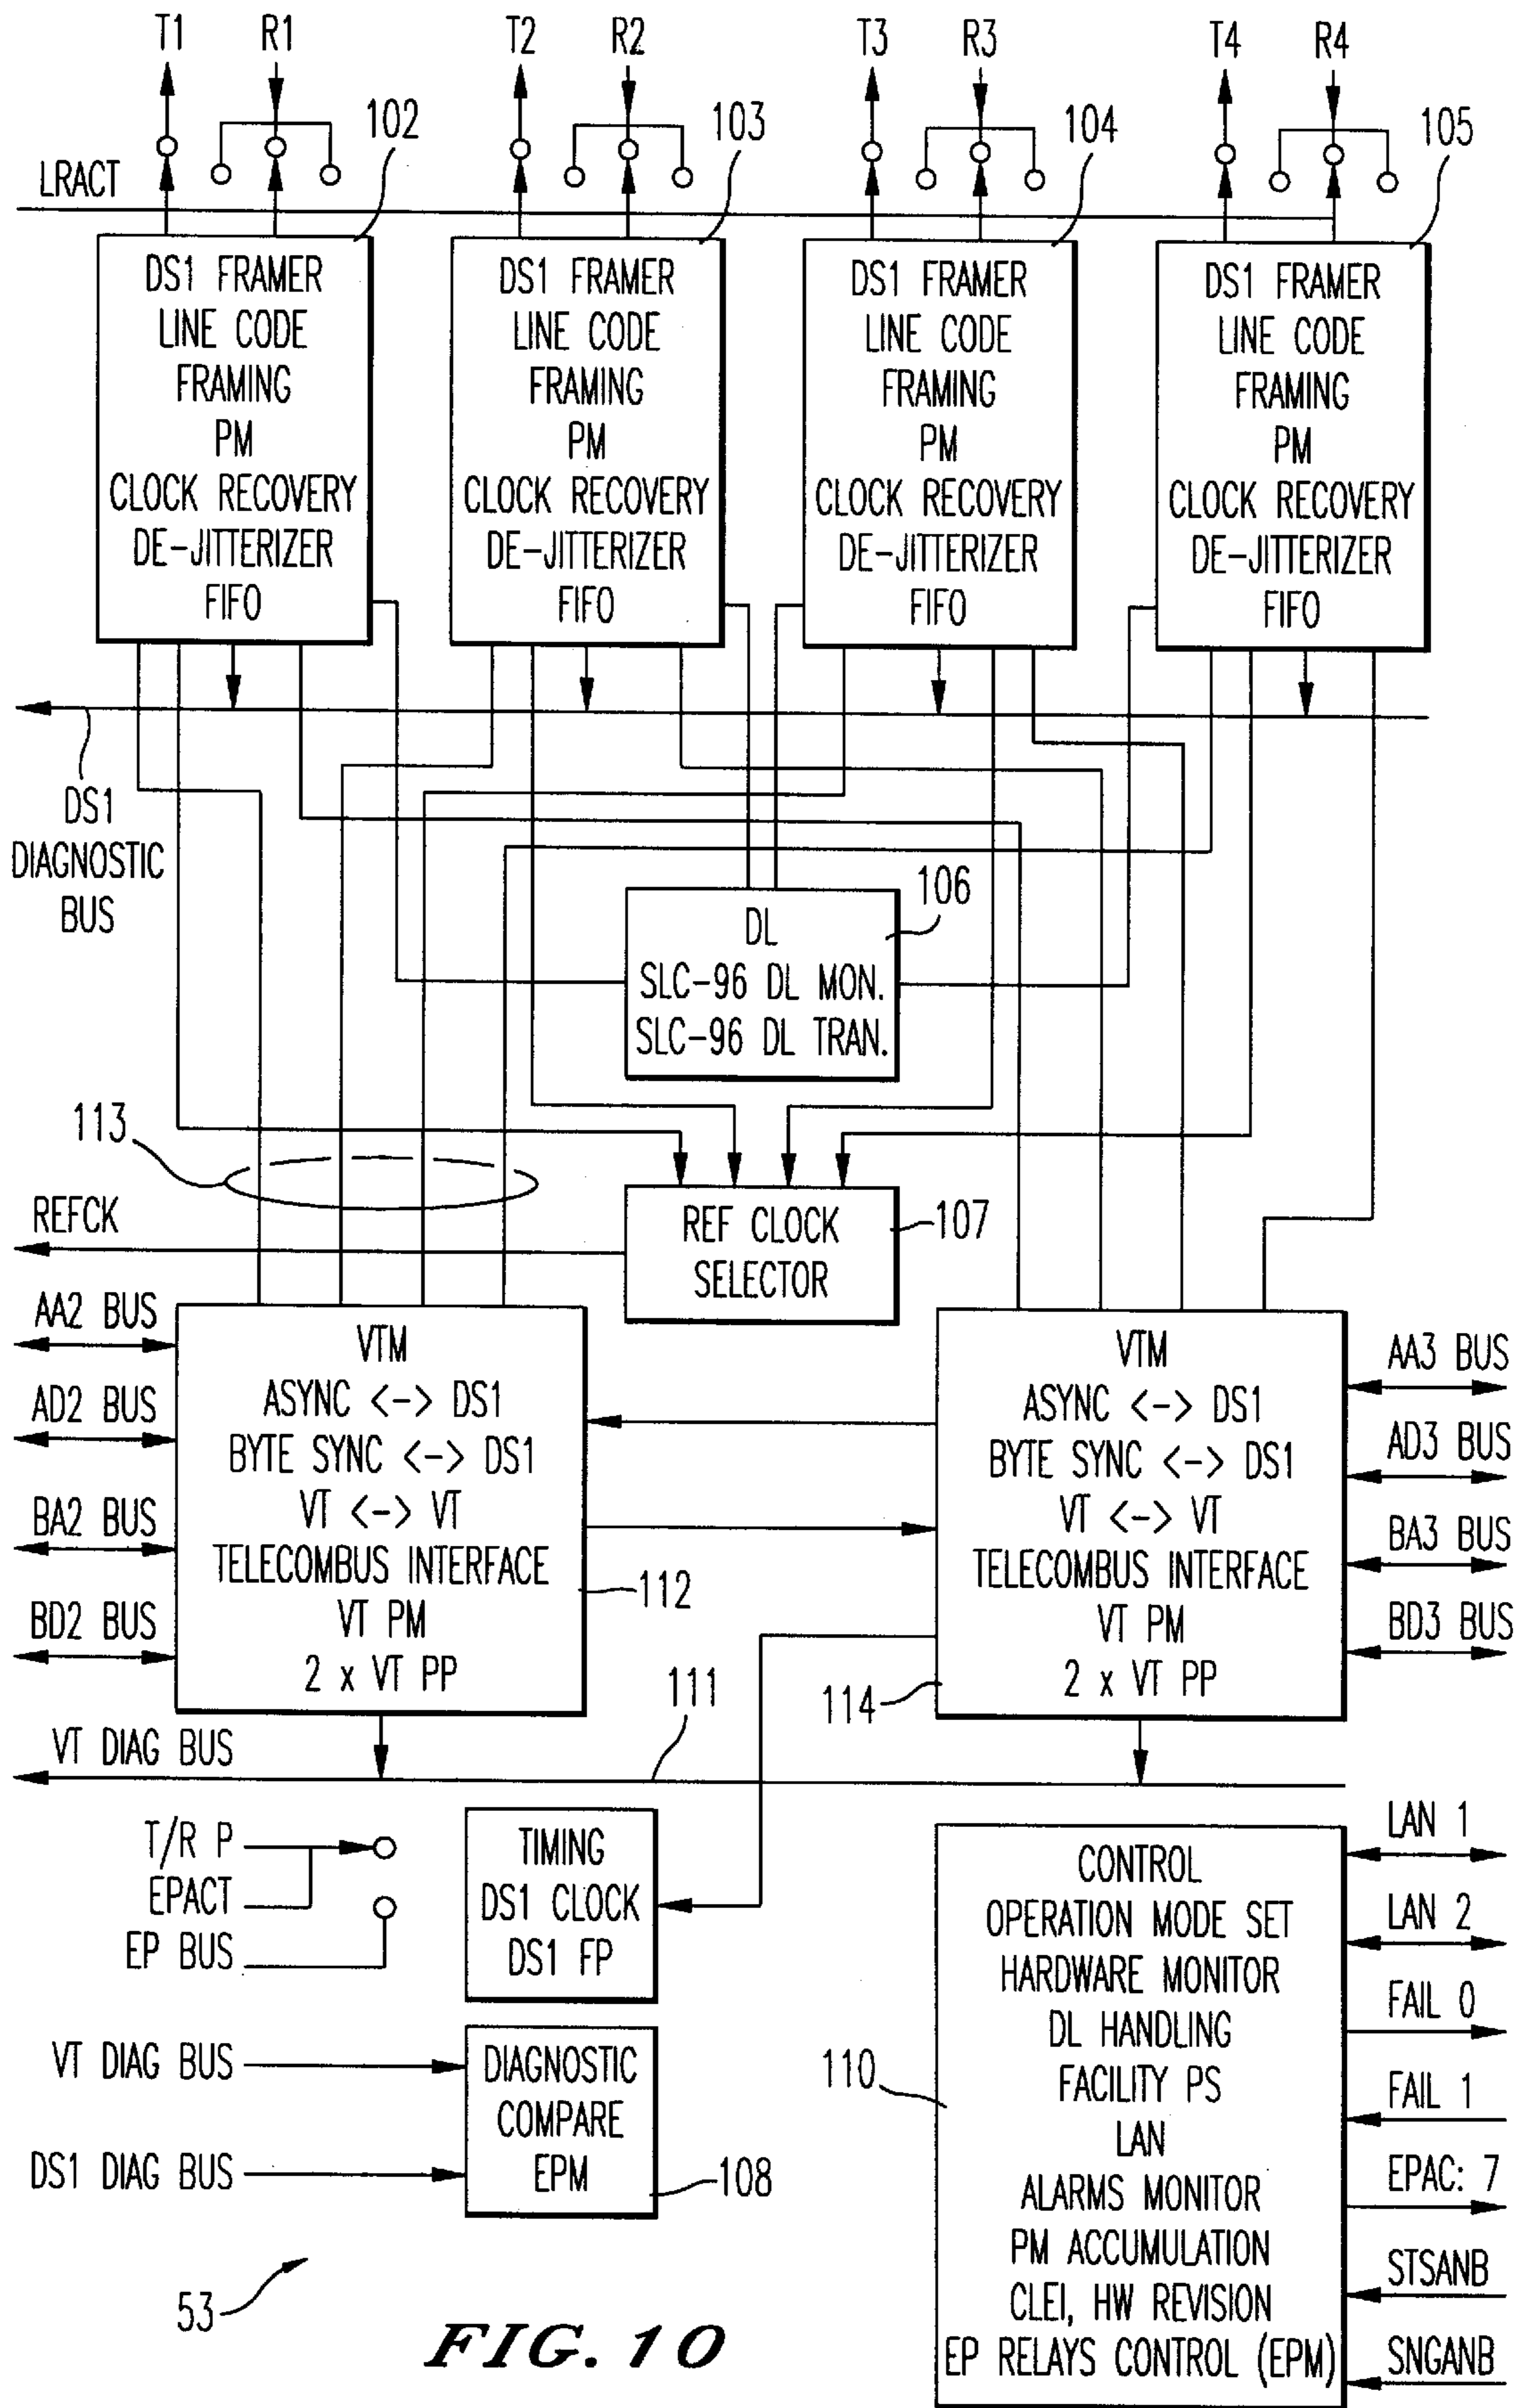 T1
R1
T2
R2
T3
R3
T4
R4
102
103
104
105
LRACT
DS1 FRAMER
LINE CODE
FRAMING
PM
CLOCK RECOVERY
DE-JITTERIZER
FIFO
DS1 FRAMER
LINE CODE
FRAMING
PM
CLOCK RECOVERY
DE-JITTERIZER
FIFO
DS1 FRAMER
LINE CODE
FRAMING
PM
CLOCK RECOVERY
DE-JITTERIZER
FIFO
DS1 FRAMER
LINE CODE
FRAMING
PM
CLOCK RECOVERY
DE-JITTERIZER
FIFO
DS1
DIAGNOSTIC
BUS
106
DL
SLC-96 DL MON.
SLC-96 DL TRAN.
113
REFCK
REF CLOCK
SELECTOR
107
AA2 BUS
AD2 BUS
BA2 BUS
BD2 BUS
VTM
ASYNC <-> DS1
BYTE SYNC <-> DS1
VT <-> VT
TELECOMBUS INTERFACE
VT PM
2 x VT PP
112
VTM
ASYNC <-> DS1
BYTE SYNC <-> DS1
VT <-> VT
TELECOMBUS INTERFACE
VT PM
2 x VT PP
114
AA3 BUS
AD3 BUS
BA3 BUS
BD3 BUS
VT DIAG BUS
111
T/R P
EPACT
EP BUS
TIMING
DS1 CLOCK
DS1 FP
VT DIAG BUS
DS1 DIAG BUS
DIAGNOSTIC
COMPARE
EPM
108
110
CONTROL
OPERATION MODE SET
HARDWARE MONITOR
DL HANDLING
FACILITY PS
LAN
ALARMS MONITOR
PM ACCUMULATION
CLEI, HW REVISION
EP RELAYS CONTROL (EPM)
LAN 1
LAN 2
FAIL 0
FAIL 1
EPAC: 7
STSANB
SNGANB
53
FIG. 10